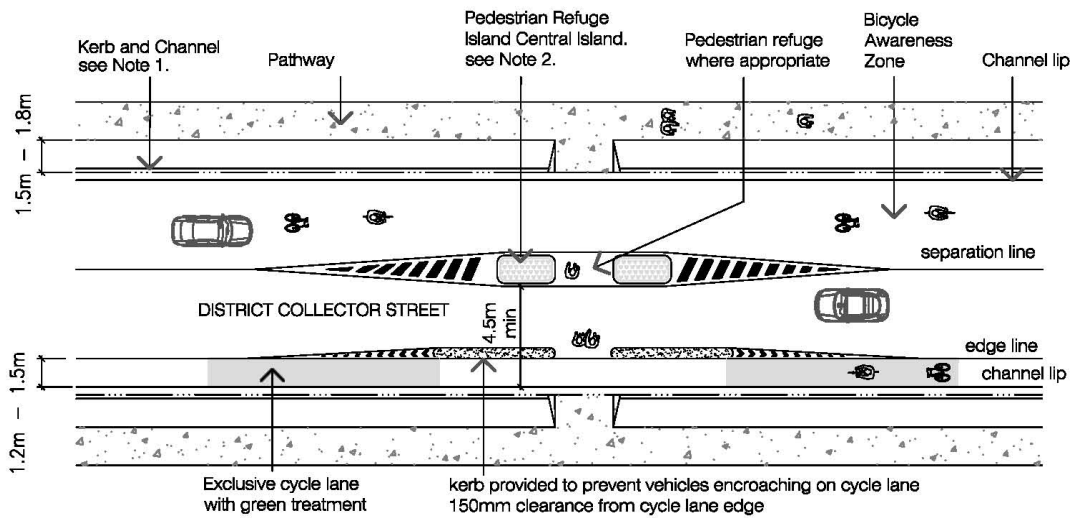 Kerb and Channel
see Note 1.
Pathway
Pedestrian Refuge
Island Central Island.
see Note 2.
Pedestrian refuge
where appropriate
Bicycle
Awareness
Zone
Channel lip
1.5m – 1.8m
separation line
DISTRICT COLLECTOR STREET
4.5m
min
edge line
channel lip
1.2m – 1.5m
Exclusive cycle lane
with green treatment
kerb provided to prevent vehicles encroaching on cycle lane
150mm clearance from cycle lane edge